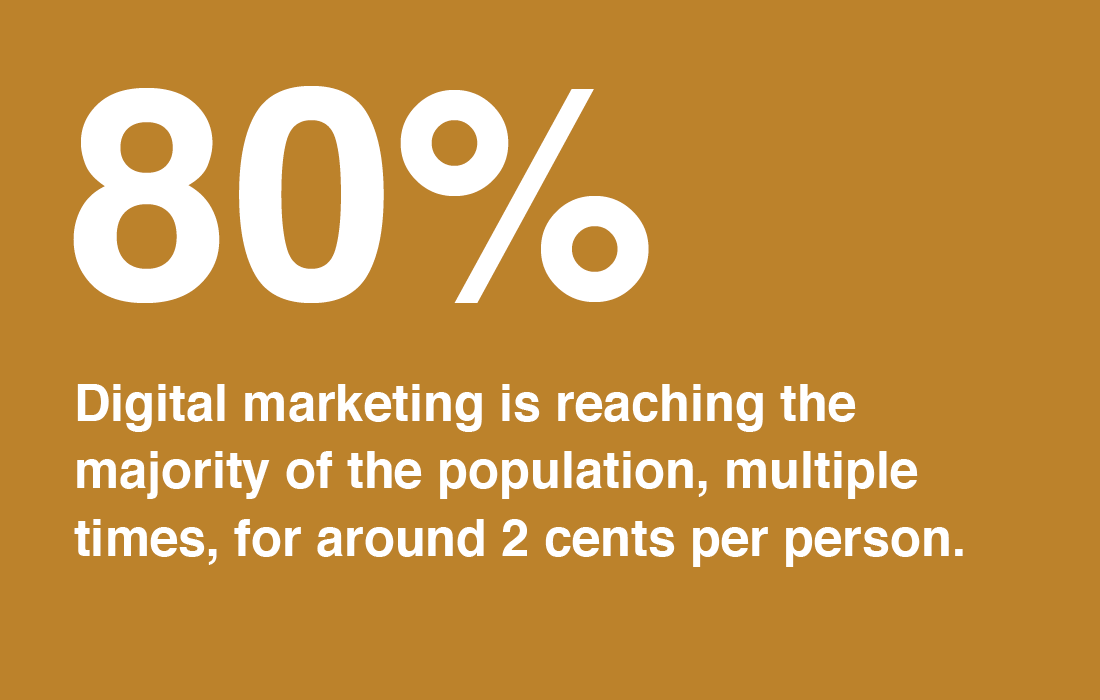 80%
Digital marketing is reaching the
majority of the population, multiple
times, for around 2 cents per person.